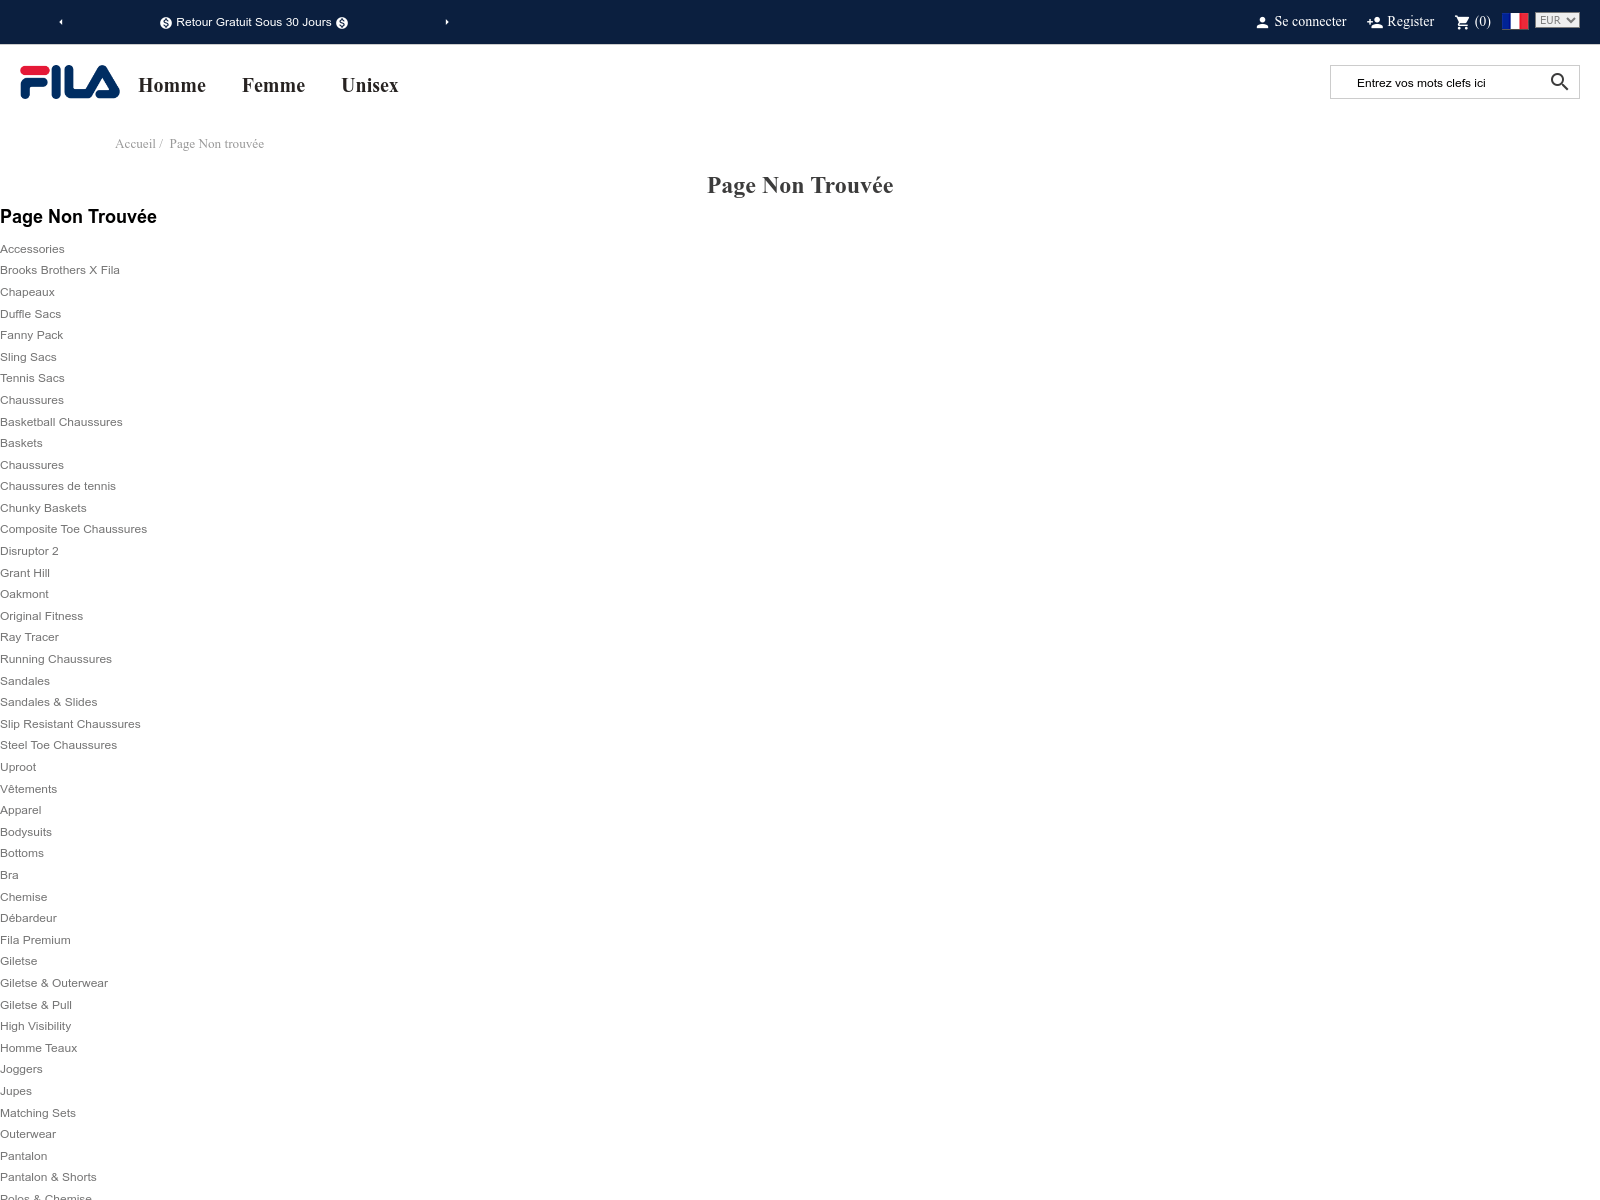 Retour Gratuit Sous 30 Jours
Se connecter
Register
(0)
EUR
FILA
Homme
Femme
Unisex
Entrez vos mots clefs ici
Accueil / Page Non trouvée
Page Non Trouvée
Page Non Trouvée
Accessories
Brooks Brothers X Fila
Chapeaux
Duffle Sacs
Fanny Pack
Sling Sacs
Tennis Sacs
Chaussures
Basketball Chaussures
Baskets
Chaussures
Chaussures de tennis
Chunky Baskets
Composite Toe Chaussures
Disruptor 2
Grant Hill
Oakmont
Original Fitness
Ray Tracer
Running Chaussures
Sandales
Sandales & Slides
Slip Resistant Chaussures
Steel Toe Chaussures
Uproot
Vêtements
Apparel
Bodysuits
Bottoms
Bra
Chemise
Débardeur
Fila Premium
Giletse
Giletse & Outerwear
Giletse & Pull
High Visibility
Homme Teaux
Joggers
Jupes
Matching Sets
Outerwear
Pantalon
Pantalon & Shorts
Polos & Chemise